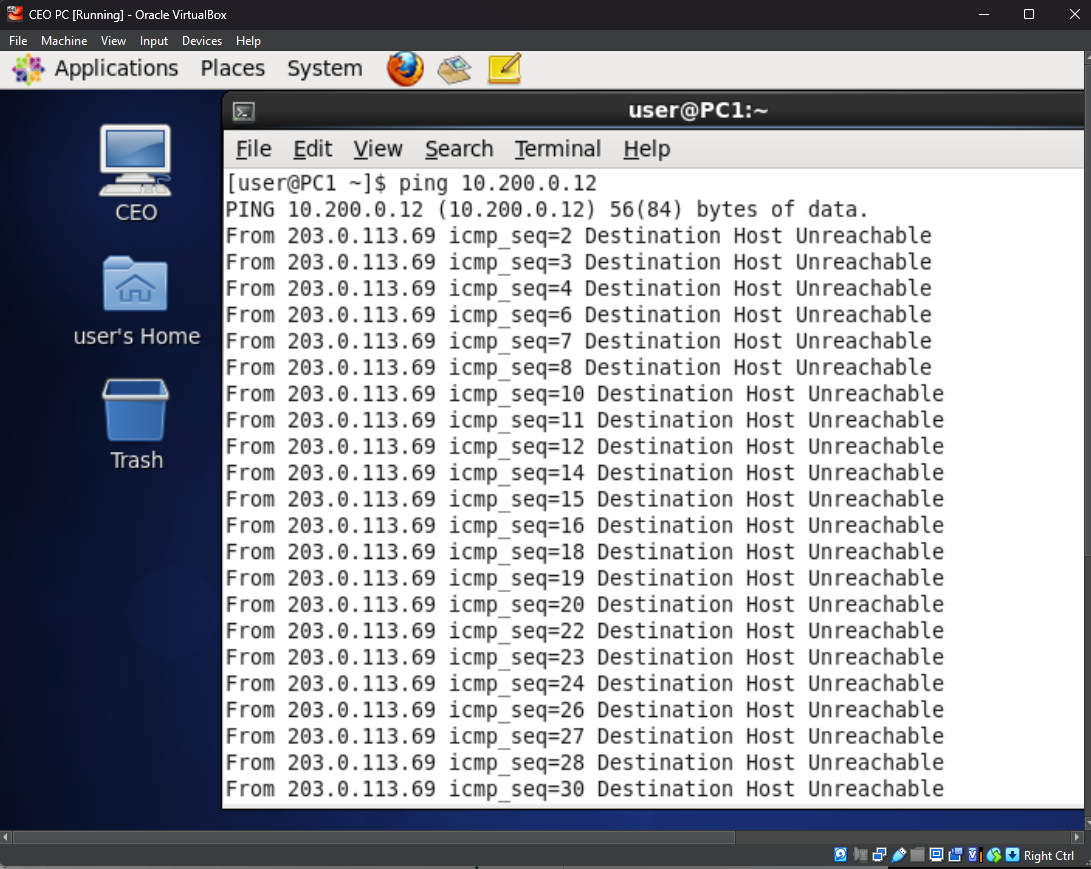 CEO PC [Running] - Oracle VirtualBox
File Machine View Input Devices Help
Applications Places System
user@PC1:~
File Edit View Search Terminal Help
CEO
user's Home
Trash
[user@PC1 ~]$ ping 10.200.0.12
PING 10.200.0.12 (10.200.0.12) 56(84) bytes of data.
From 203.0.113.69 icmp_seq=2 Destination Host Unreachable
From 203.0.113.69 icmp_seq=3 Destination Host Unreachable
From 203.0.113.69 icmp_seq=4 Destination Host Unreachable
From 203.0.113.69 icmp_seq=6 Destination Host Unreachable
From 203.0.113.69 icmp_seq=7 Destination Host Unreachable
From 203.0.113.69 icmp_seq=8 Destination Host Unreachable
From 203.0.113.69 icmp_seq=10 Destination Host Unreachable
From 203.0.113.69 icmp_seq=11 Destination Host Unreachable
From 203.0.113.69 icmp_seq=12 Destination Host Unreachable
From 203.0.113.69 icmp_seq=14 Destination Host Unreachable
From 203.0.113.69 icmp_seq=15 Destination Host Unreachable
From 203.0.113.69 icmp_seq=16 Destination Host Unreachable
From 203.0.113.69 icmp_seq=18 Destination Host Unreachable
From 203.0.113.69 icmp_seq=19 Destination Host Unreachable
From 203.0.113.69 icmp_seq=20 Destination Host Unreachable
From 203.0.113.69 icmp_seq=22 Destination Host Unreachable
From 203.0.113.69 icmp_seq=23 Destination Host Unreachable
From 203.0.113.69 icmp_seq=24 Destination Host Unreachable
From 203.0.113.69 icmp_seq=26 Destination Host Unreachable
From 203.0.113.69 icmp_seq=27 Destination Host Unreachable
From 203.0.113.69 icmp_seq=28 Destination Host Unreachable
From 203.0.113.69 icmp_seq=30 Destination Host Unreachable
Right Ctrl